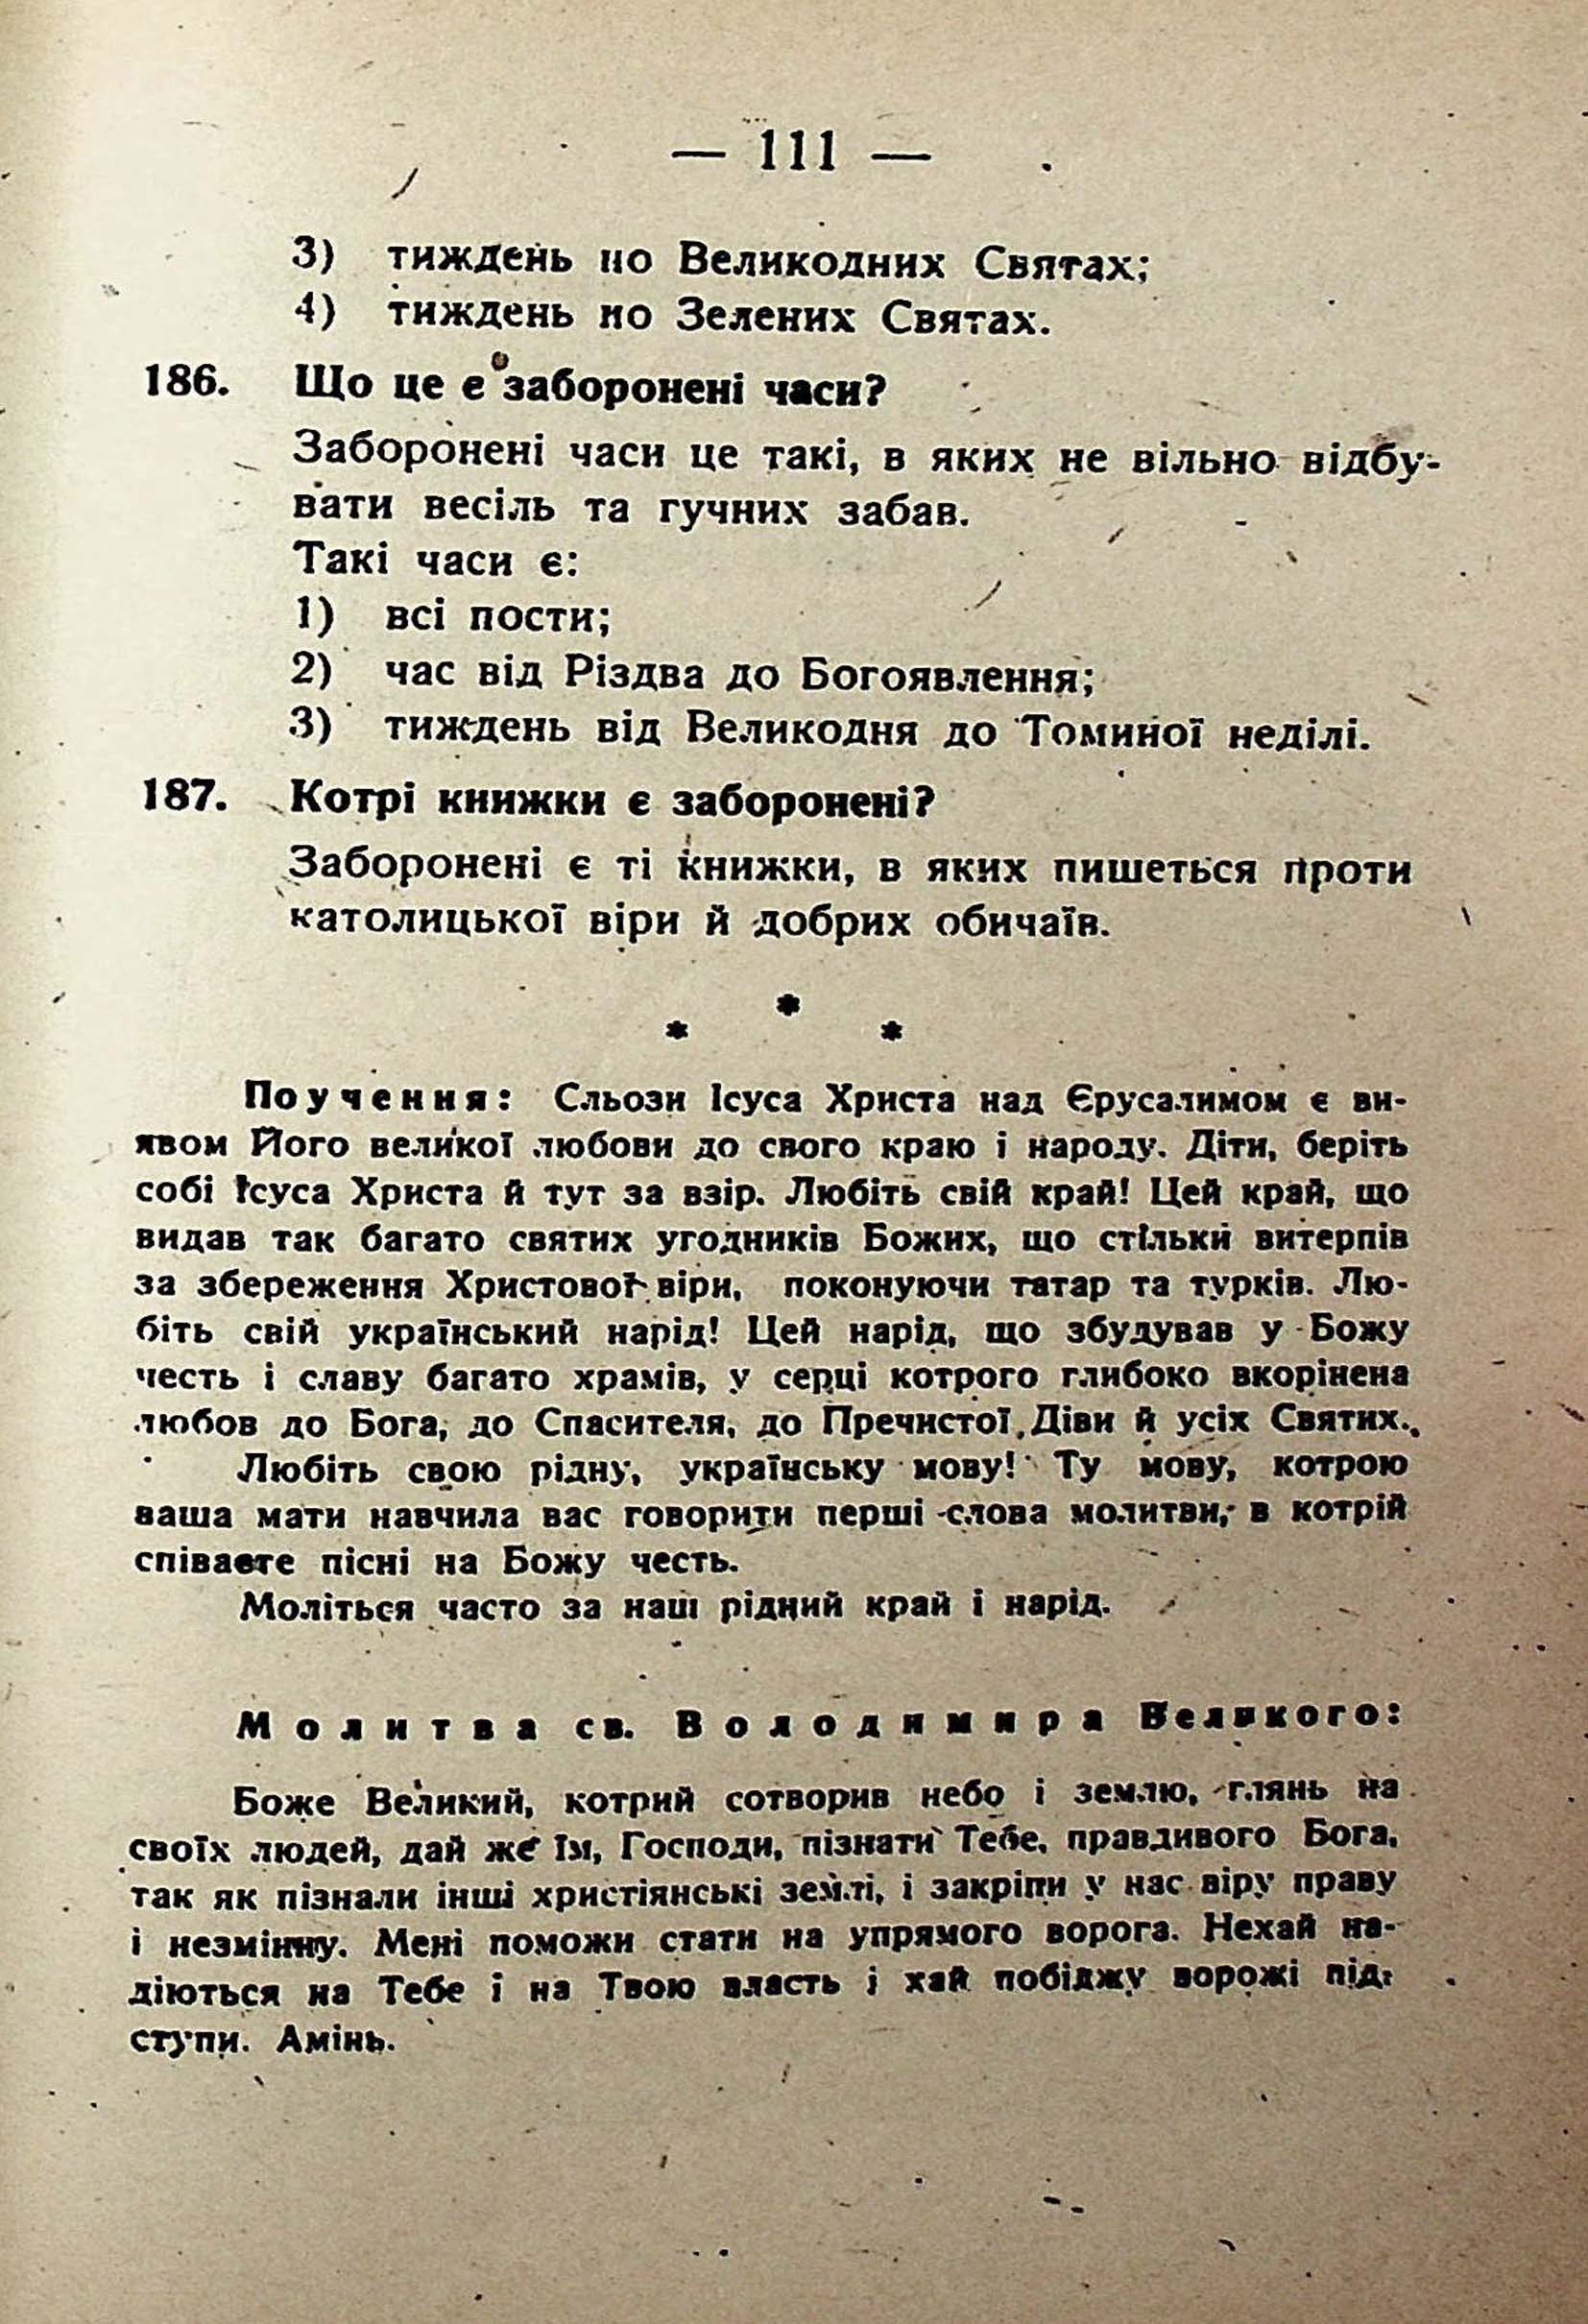 — 111 —
3) тиждень по Великодних Святах;
4) тиждень по Зелених Святах.
186. Що це є заборонені часи?
Заборонені часи це такі, в яких не вільно відбу-
вати весіль та гучних забав.
Такі часи є:
1) всі пости;
2) час від Різдва до Богоявлення;
3) тиждень від Великодня до Томиної неділі.
187. Котрі книжки є заборонені?
Заборонені є ті книжки, в яких пишеться проти
католицької віри й добрих обичаїв.
*
* *
Поучення: Сльози Ісуса Христа над Єрусалимом є ви-
явом Його великої любови до свого краю і народу. Діти, беріть
собі Ісуса Христа й тут за взір. Любіть свій край! Цей край, що
видав так багато святих угодників Божих, що стільки витерпів
за збереження Христової віри, поконуючи татар та турків. Лю-
біть свій український нарід! Цей нарід, що збудував у Божу
честь і славу багато храмів, у серці котрого глибоко вкорінена
любов до Бога, до Спасителя, до Пречистої Діви й усіх Святих.
Любіть свою рідну, українську мову! Ту мову, котрою
ваша мати навчила вас говорити перші слова молитви, в котрій
співаєте пісні на Божу честь.
Моліться часто за наш рідний край і нарід.
Молитва св. Володимира Великого:
Боже Великий, котрий сотворив небо і землю, глянь на
своїх людей, дай же їм, Господи, пізнати Тебе, правдивого Бога,
так як пізнали інші християнські землі, і закріпи у нас віру праву
і незмінну. Мені поможи стати на упрямого ворога. Нехай на-
діються на Тебе і на Твою власть і хай побіджу ворожі під-
ступи. Амінь.